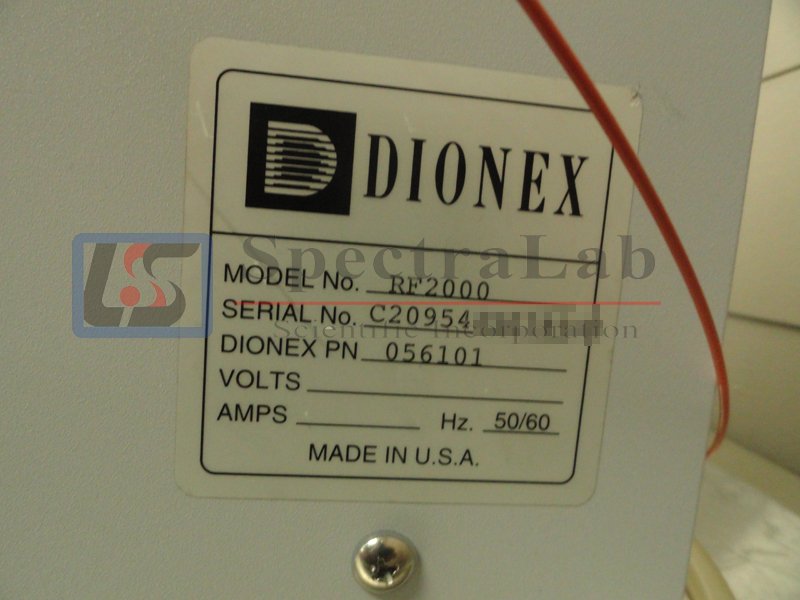 DIONEX
SpectraLab
MODEL No. RF2000
SERIAL No. C20954
Scientific Incorporation
DIONEX PN 056101
VOLTS
AMPS Hz. 50/60
MADE IN U.S.A.